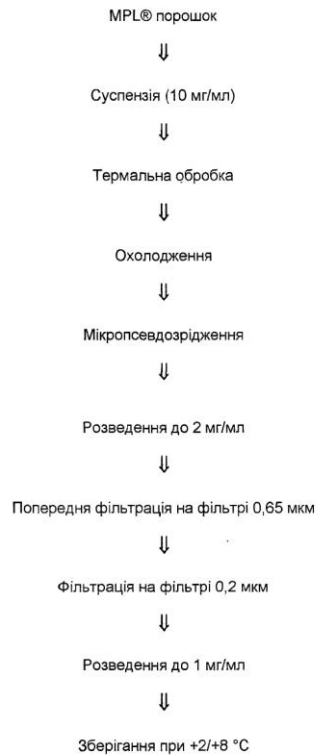 MPL® порошок
⇓
Суспензія (10 мг/мл)
⇓
Термальна обробка
⇓
Охолодження
⇓
Мікропсевдозрідження
⇓
Розведення до 2 мг/мл
⇓
Попередня фільтрація на фільтрі 0,65 мкм
⇓
Фільтрація на фільтрі 0,2 мкм
⇓
Розведення до 1 мг/мл
⇓
Зберігання при +2/+8 °C